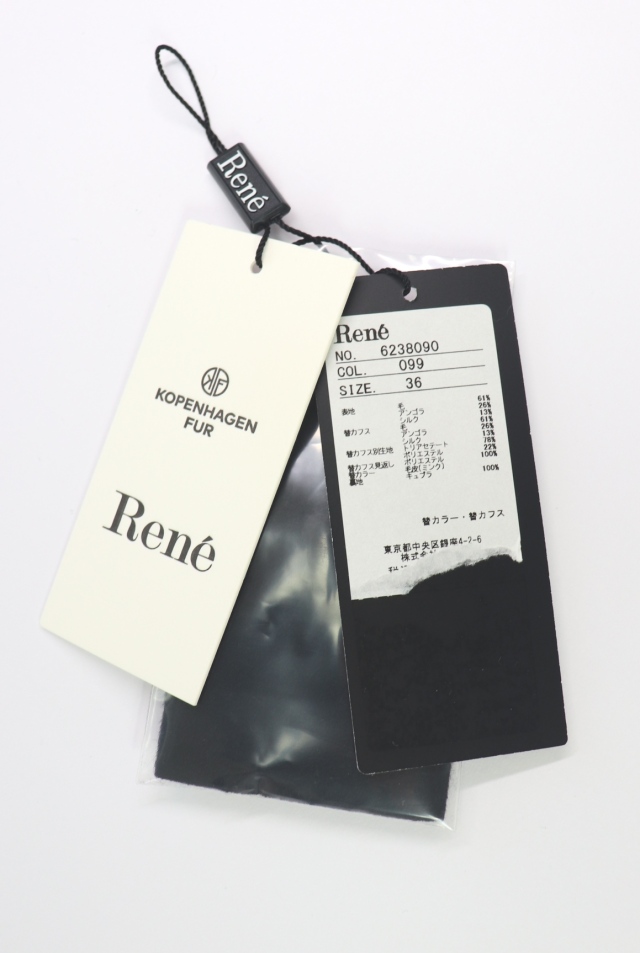 René
KOPENHAGEN
FUR
René
René
NO. 6238090
COL. 099
SIZE. 36
表地 毛 61%
アンゴラ 26%
シルク 13%
替カフス 毛 61%
アンゴラ 26%
シルク 13%
替カフス別生地 トリアセテート 78%
ポリエステル 22%
替カフス見返し ポリエステル 100%
替カラー 毛皮(ミンク)
裏地 キュプラ 100%
替カラー・替カフス
東京都中央区銀座4-2-6
株式会